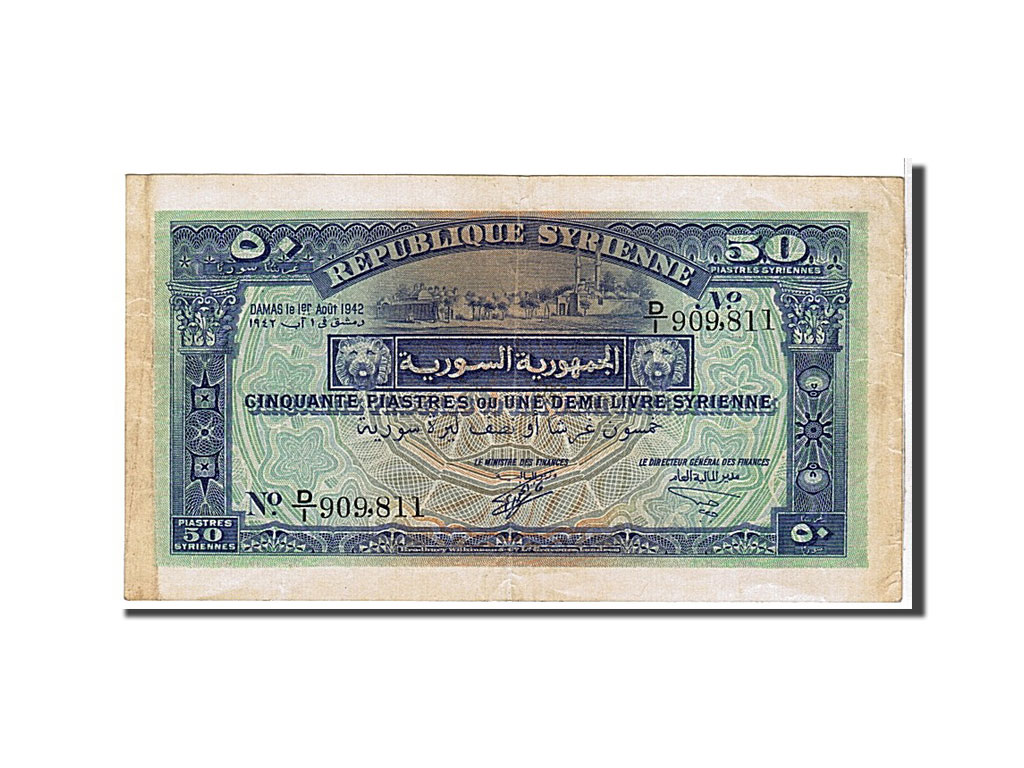 ٥٠
REPUBLIQUE SYRIENNE
50
غرشا سوريا
PIASTRES SYRIENNES
DAMAS le 1er Août 1942
دمشق في ١ آب ١٩٤٢
No
D/1 909,811
الجمهورية السورية
CINQUANTE PIASTRES OU UNE DEMI LIVRE SYRIENNE
خمسون غرشا أو نصف ليرة سورية
LE MINISTRE DES FINANCES
LE DIRECTEUR GÉNÉRAL DES FINANCES
وزير المالية
مدير المالية العام
No D/1 909,811
PIASTRES
50
SYRIENNES
غرشا
٥٠